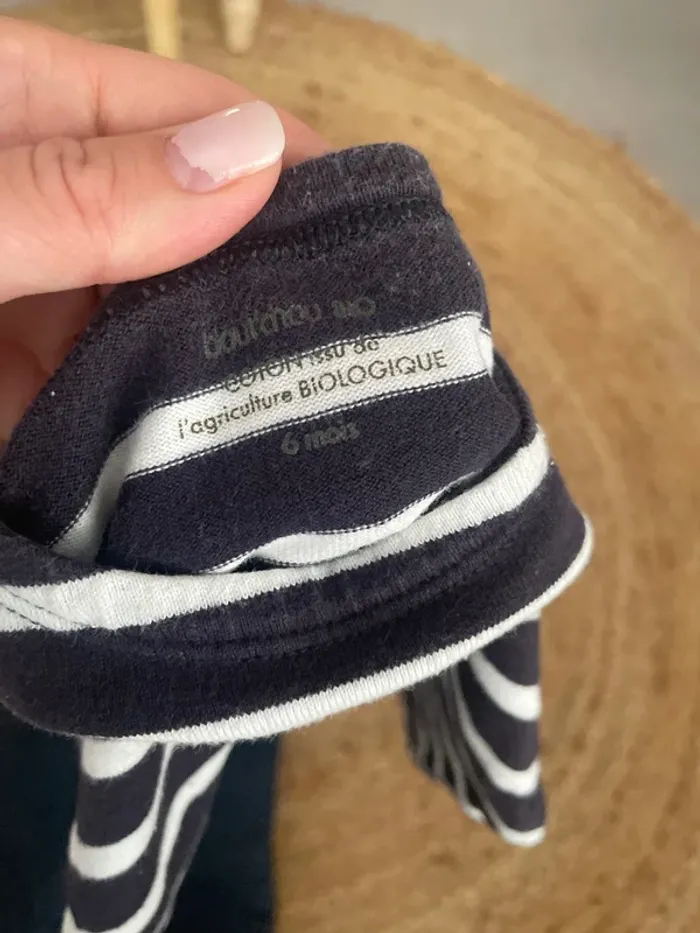 boutchou BIO
COTON issu de
l'agriculture BIOLOGIQUE
6 mois